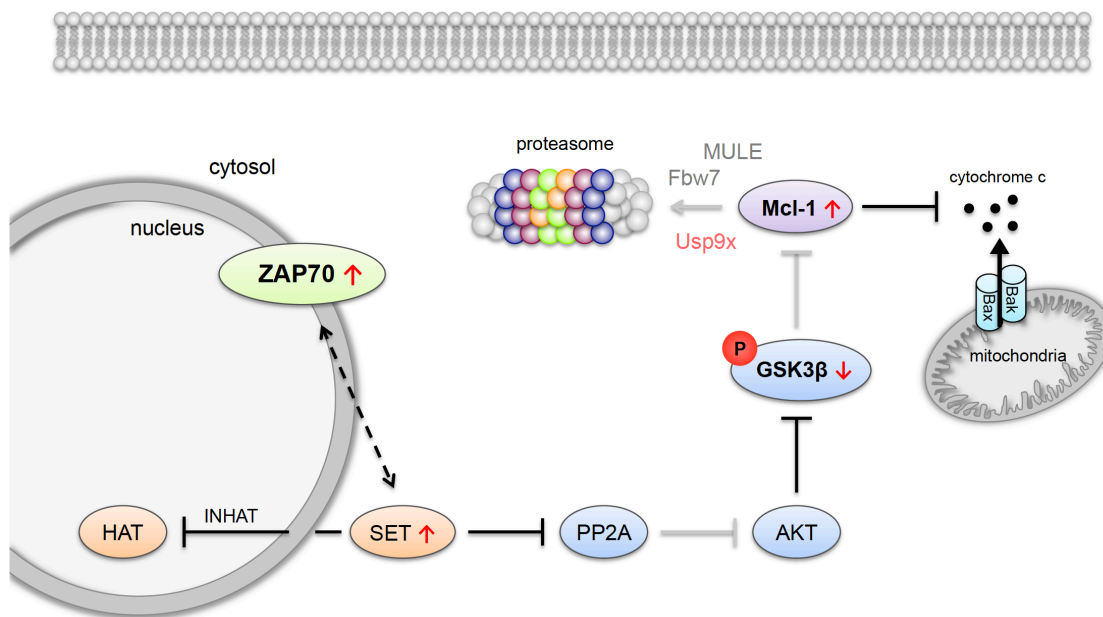 proteasome
MULE
Fbw7
Mcl-1 ↑
Usp9x
cytochrome c
cytosol
nucleus
ZAP70 ↑
Bax
Bak
mitochondria
P
GSK3β ↓
HAT
INHAT
SET ↑
PP2A
AKT